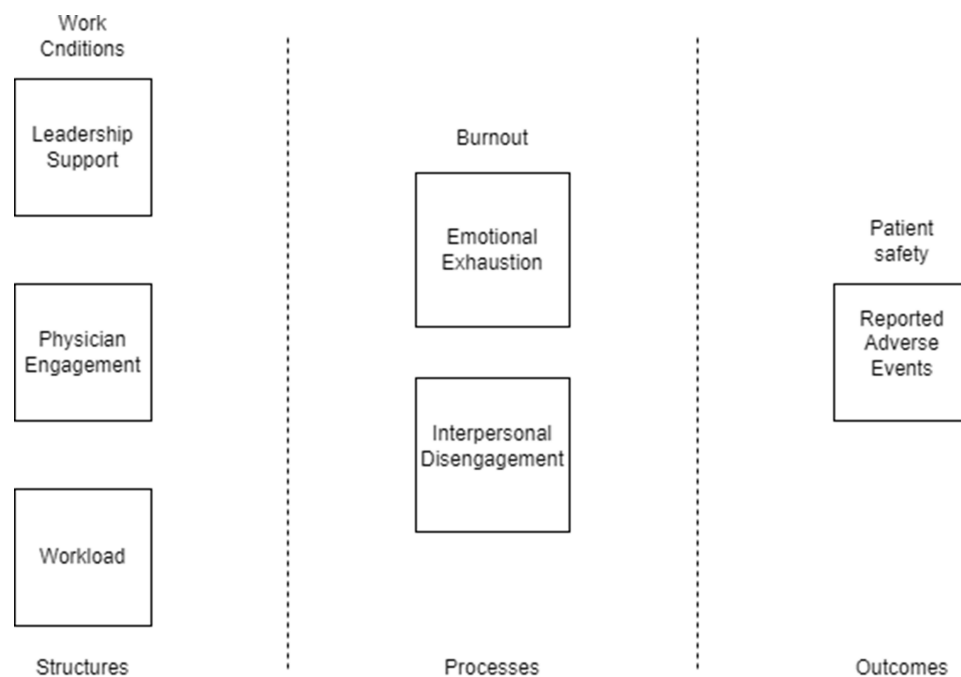 Work
Cnditions
Leadership
Support
Physician
Engagement
Workload
Structures
Burnout
Emotional
Exhaustion
Interpersonal
Disengagement
Processes
Patient
safety
Reported
Adverse
Events
Outcomes